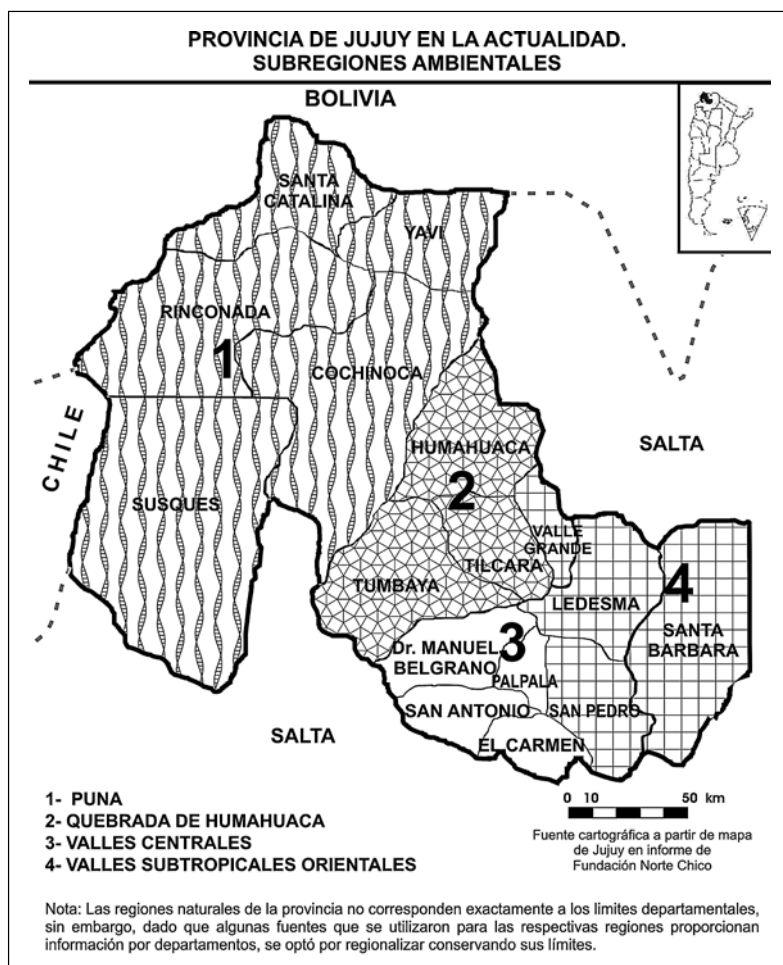 PROVINCIA DE JUJUY EN LA ACTUALIDAD.
SUBREGIONES AMBIENTALES
BOLIVIA
SANTA
CATALINA
YAVI
RINCONADA
1
COCHINOCA
CHILE
HUMAHUACA
SALTA
2
SUSQUES
VALLE
GRANDE
TILCARA
TUMBAYA
4
LEDESMA
SANTA
BARBARA
3
Dr. MANUEL
BELGRANO
PALPALA
SAN ANTONIO
SAN PEDRO
SALTA
EL CARMEN
1- PUNA
2- QUEBRADA DE HUMAHUACA
3- VALLES CENTRALES
4- VALLES SUBTROPICALES ORIENTALES
0 10 50 km
Fuente cartográfica a partir de mapa
de Jujuy en informe de
Fundación Norte Chico
Nota: Las regiones naturales de la provincia no corresponden exactamente a los limites departamentales,
sin embargo, dado que algunas fuentes que se utilizaron para las respectivas regiones proporcionan
información por departamentos, se optó por regionalizar conservando sus límites.